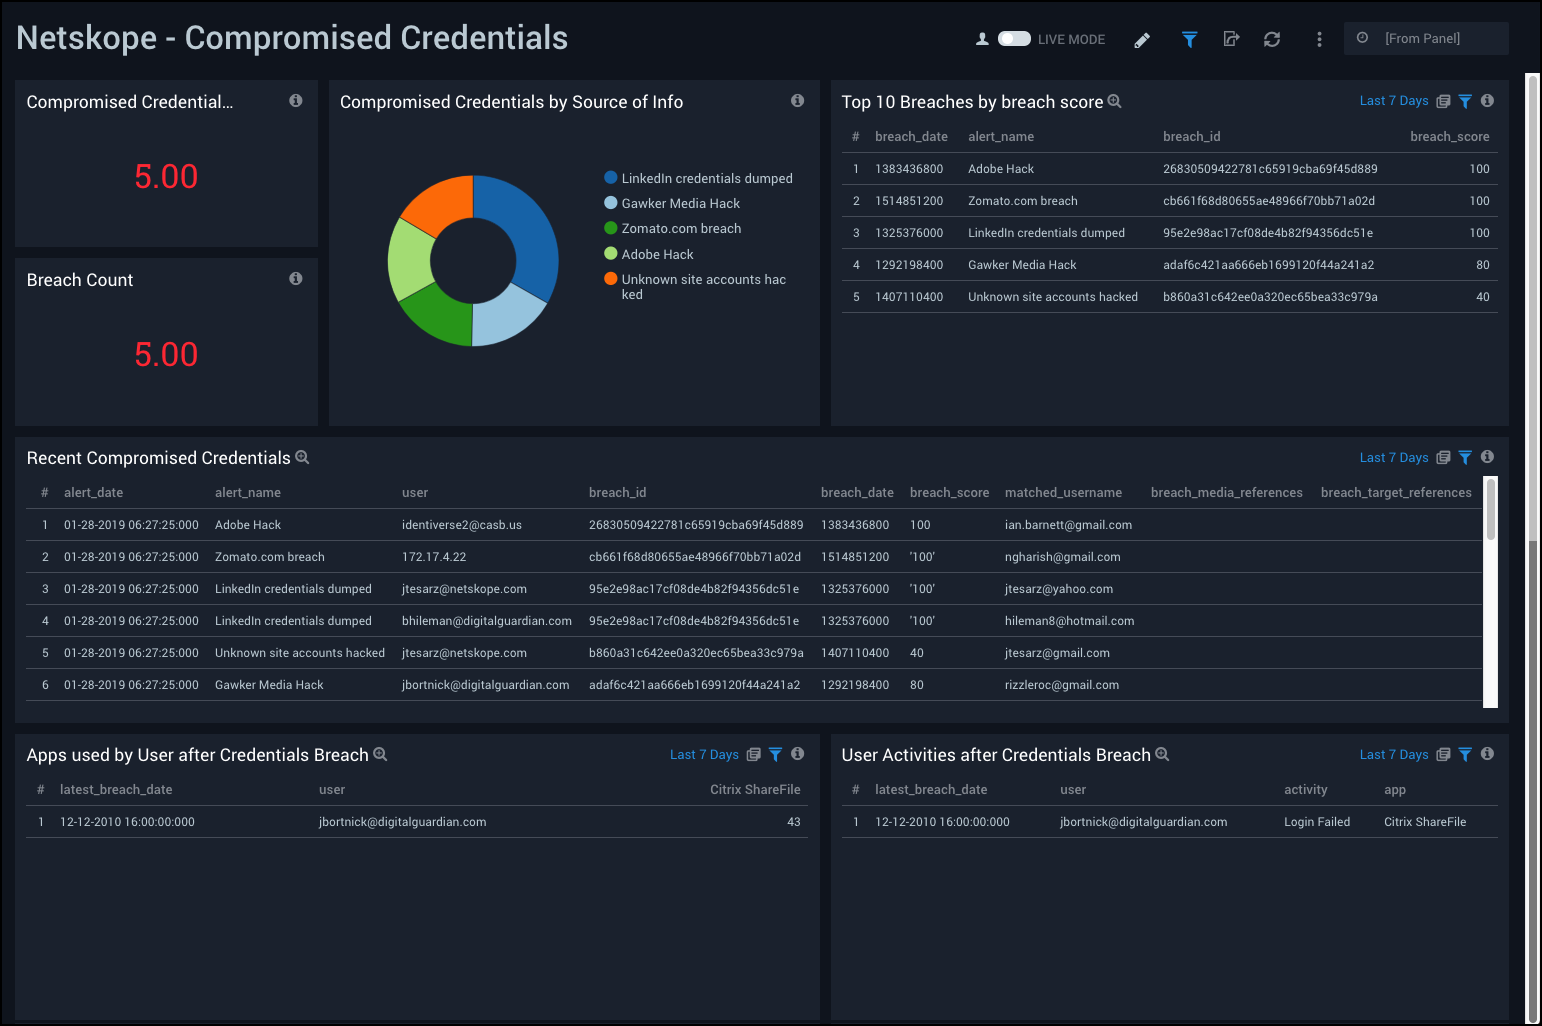 Netskope - Compromised Credentials
LIVE MODE
[From Panel]
Compromised Credential...
5.00
Breach Count
5.00
Compromised Credentials by Source of Info
LinkedIn credentials dumped
Gawker Media Hack
Zomato.com breach
Adobe Hack
Unknown site accounts hac
ked
Top 10 Breaches by breach score
Last 7 Days
# breach_date alert_name breach_id breach_score
1 1383436800 Adobe Hack 26830509422781c65919cba69f45d889 100
2 1514851200 Zomato.com breach cb661f68d80655ae48966f70bb71a02d 100
3 1325376000 LinkedIn credentials dumped 95e2e98ac17cf08de4b82f94356dc51e 100
4 1292198400 Gawker Media Hack adaf6c421aa666eb1699120f44a241a2 80
5 1407110400 Unknown site accounts hacked b860a31c642ee0a320ec65bea33c979a 40
Recent Compromised Credentials
Last 7 Days
# alert_date alert_name user breach_id breach_date breach_score matched_username breach_media_references breach_target_references
1 01-28-2019 06:27:25:000 Adobe Hack identiverse2@casb.us 26830509422781c65919cba69f45d889 1383436800 100 ian.barnett@gmail.com
2 01-28-2019 06:27:25:000 Zomato.com breach 172.17.4.22 cb661f68d80655ae48966f70bb71a02d 1514851200 '100' ngharish@gmail.com
3 01-28-2019 06:27:25:000 LinkedIn credentials dumped jtesarz@netskope.com 95e2e98ac17cf08de4b82f94356dc51e 1325376000 '100' jtesarz@yahoo.com
4 01-28-2019 06:27:25:000 LinkedIn credentials dumped bhileman@digitalguardian.com 95e2e98ac17cf08de4b82f94356dc51e 1325376000 '100' hileman8@hotmail.com
5 01-28-2019 06:27:25:000 Unknown site accounts hacked jtesarz@netskope.com b860a31c642ee0a320ec65bea33c979a 1407110400 40 jtesarz@gmail.com
6 01-28-2019 06:27:25:000 Gawker Media Hack jbortnick@digitalguardian.com adaf6c421aa666eb1699120f44a241a2 1292198400 80 rizzleroc@gmail.com
Apps used by User after Credentials Breach
Last 7 Days
# latest_breach_date user Citrix ShareFile
1 12-12-2010 16:00:00:000 jbortnick@digitalguardian.com 43
User Activities after Credentials Breach
Last 7 Days
# latest_breach_date user activity app
1 12-12-2010 16:00:00:000 jbortnick@digitalguardian.com Login Failed Citrix ShareFile